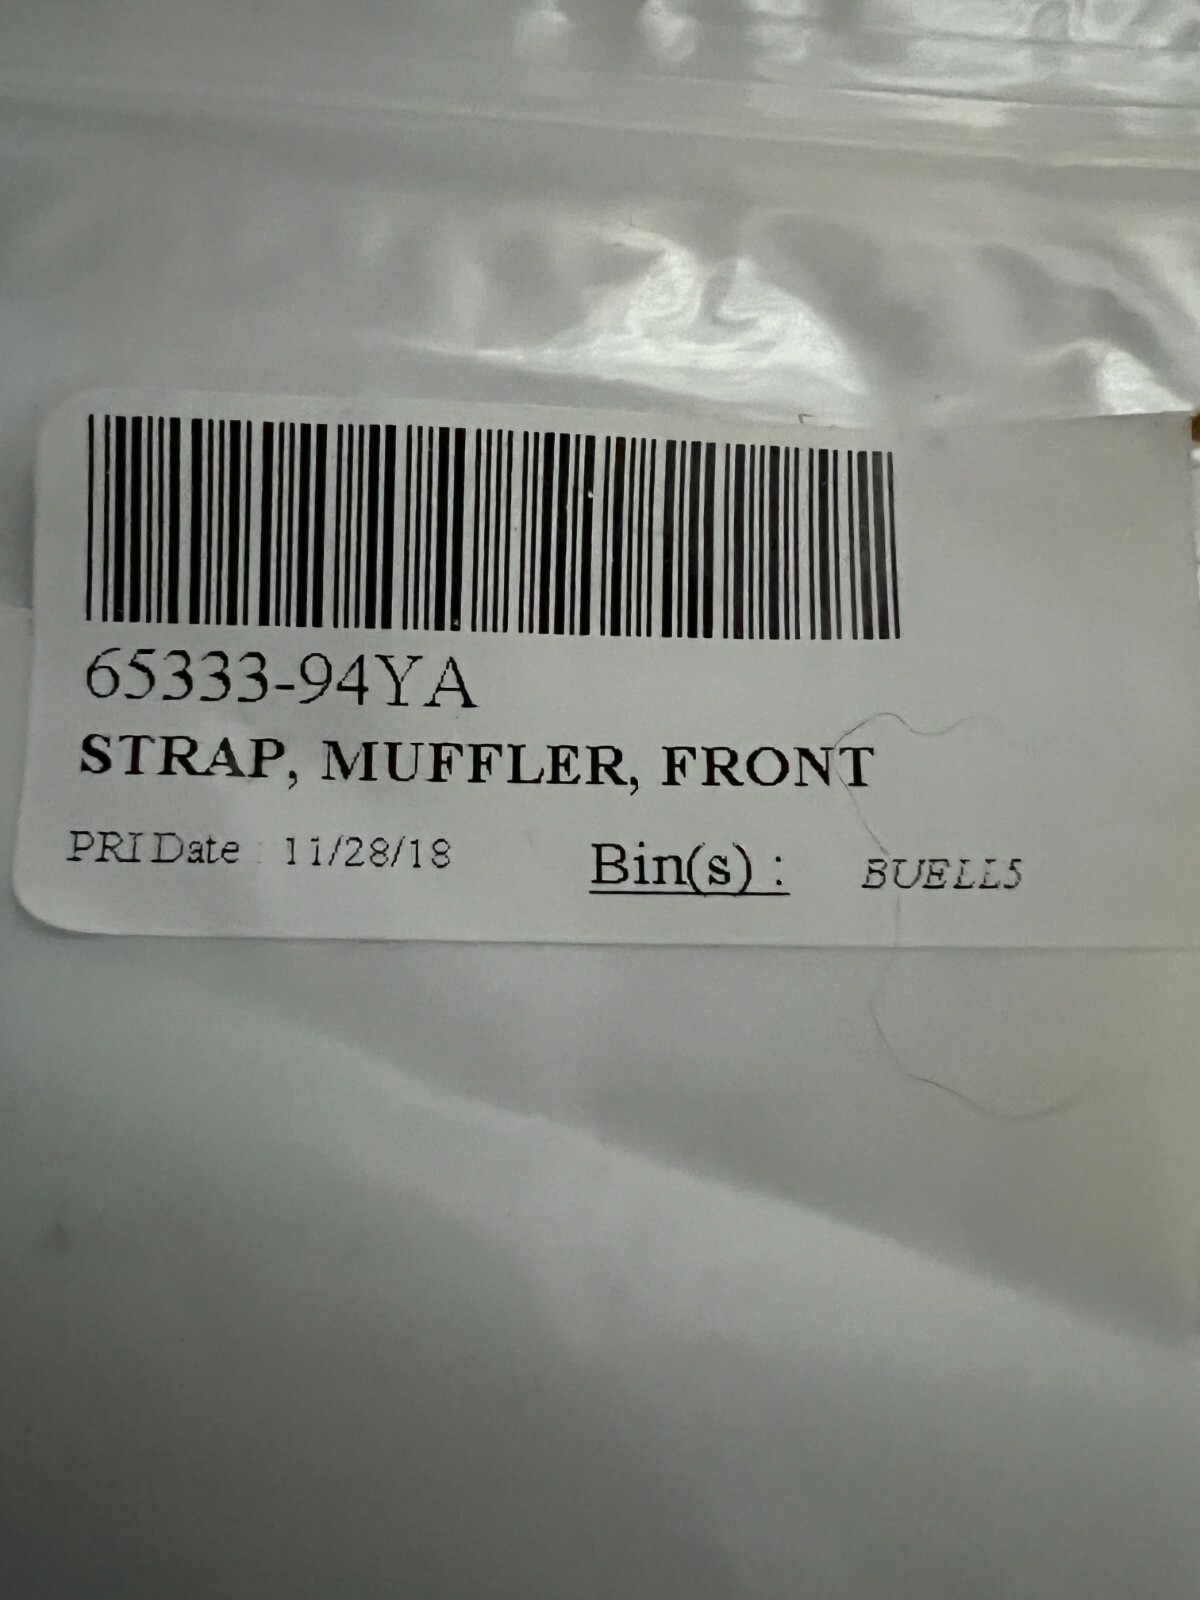 65333-94YA
STRAP, MUFFLER, FRONT
PRI Date : 11/28/18 Bin(s) : BUELL5